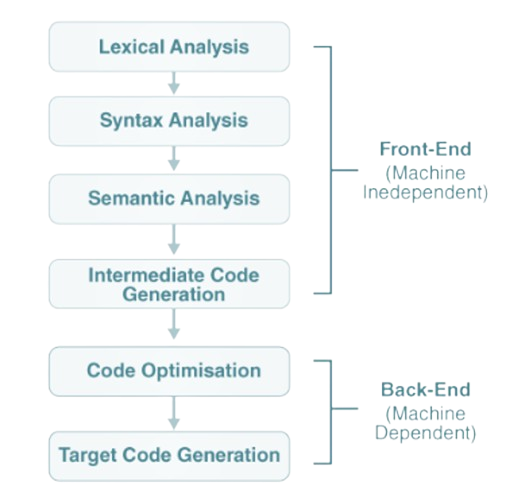 Lexical Analysis
Syntax Analysis
Semantic Analysis
Intermediate Code
Generation
Code Optimisation
Target Code Generation
Front-End
(Machine
Inedependent)
Back-End
(Machine
Dependent)